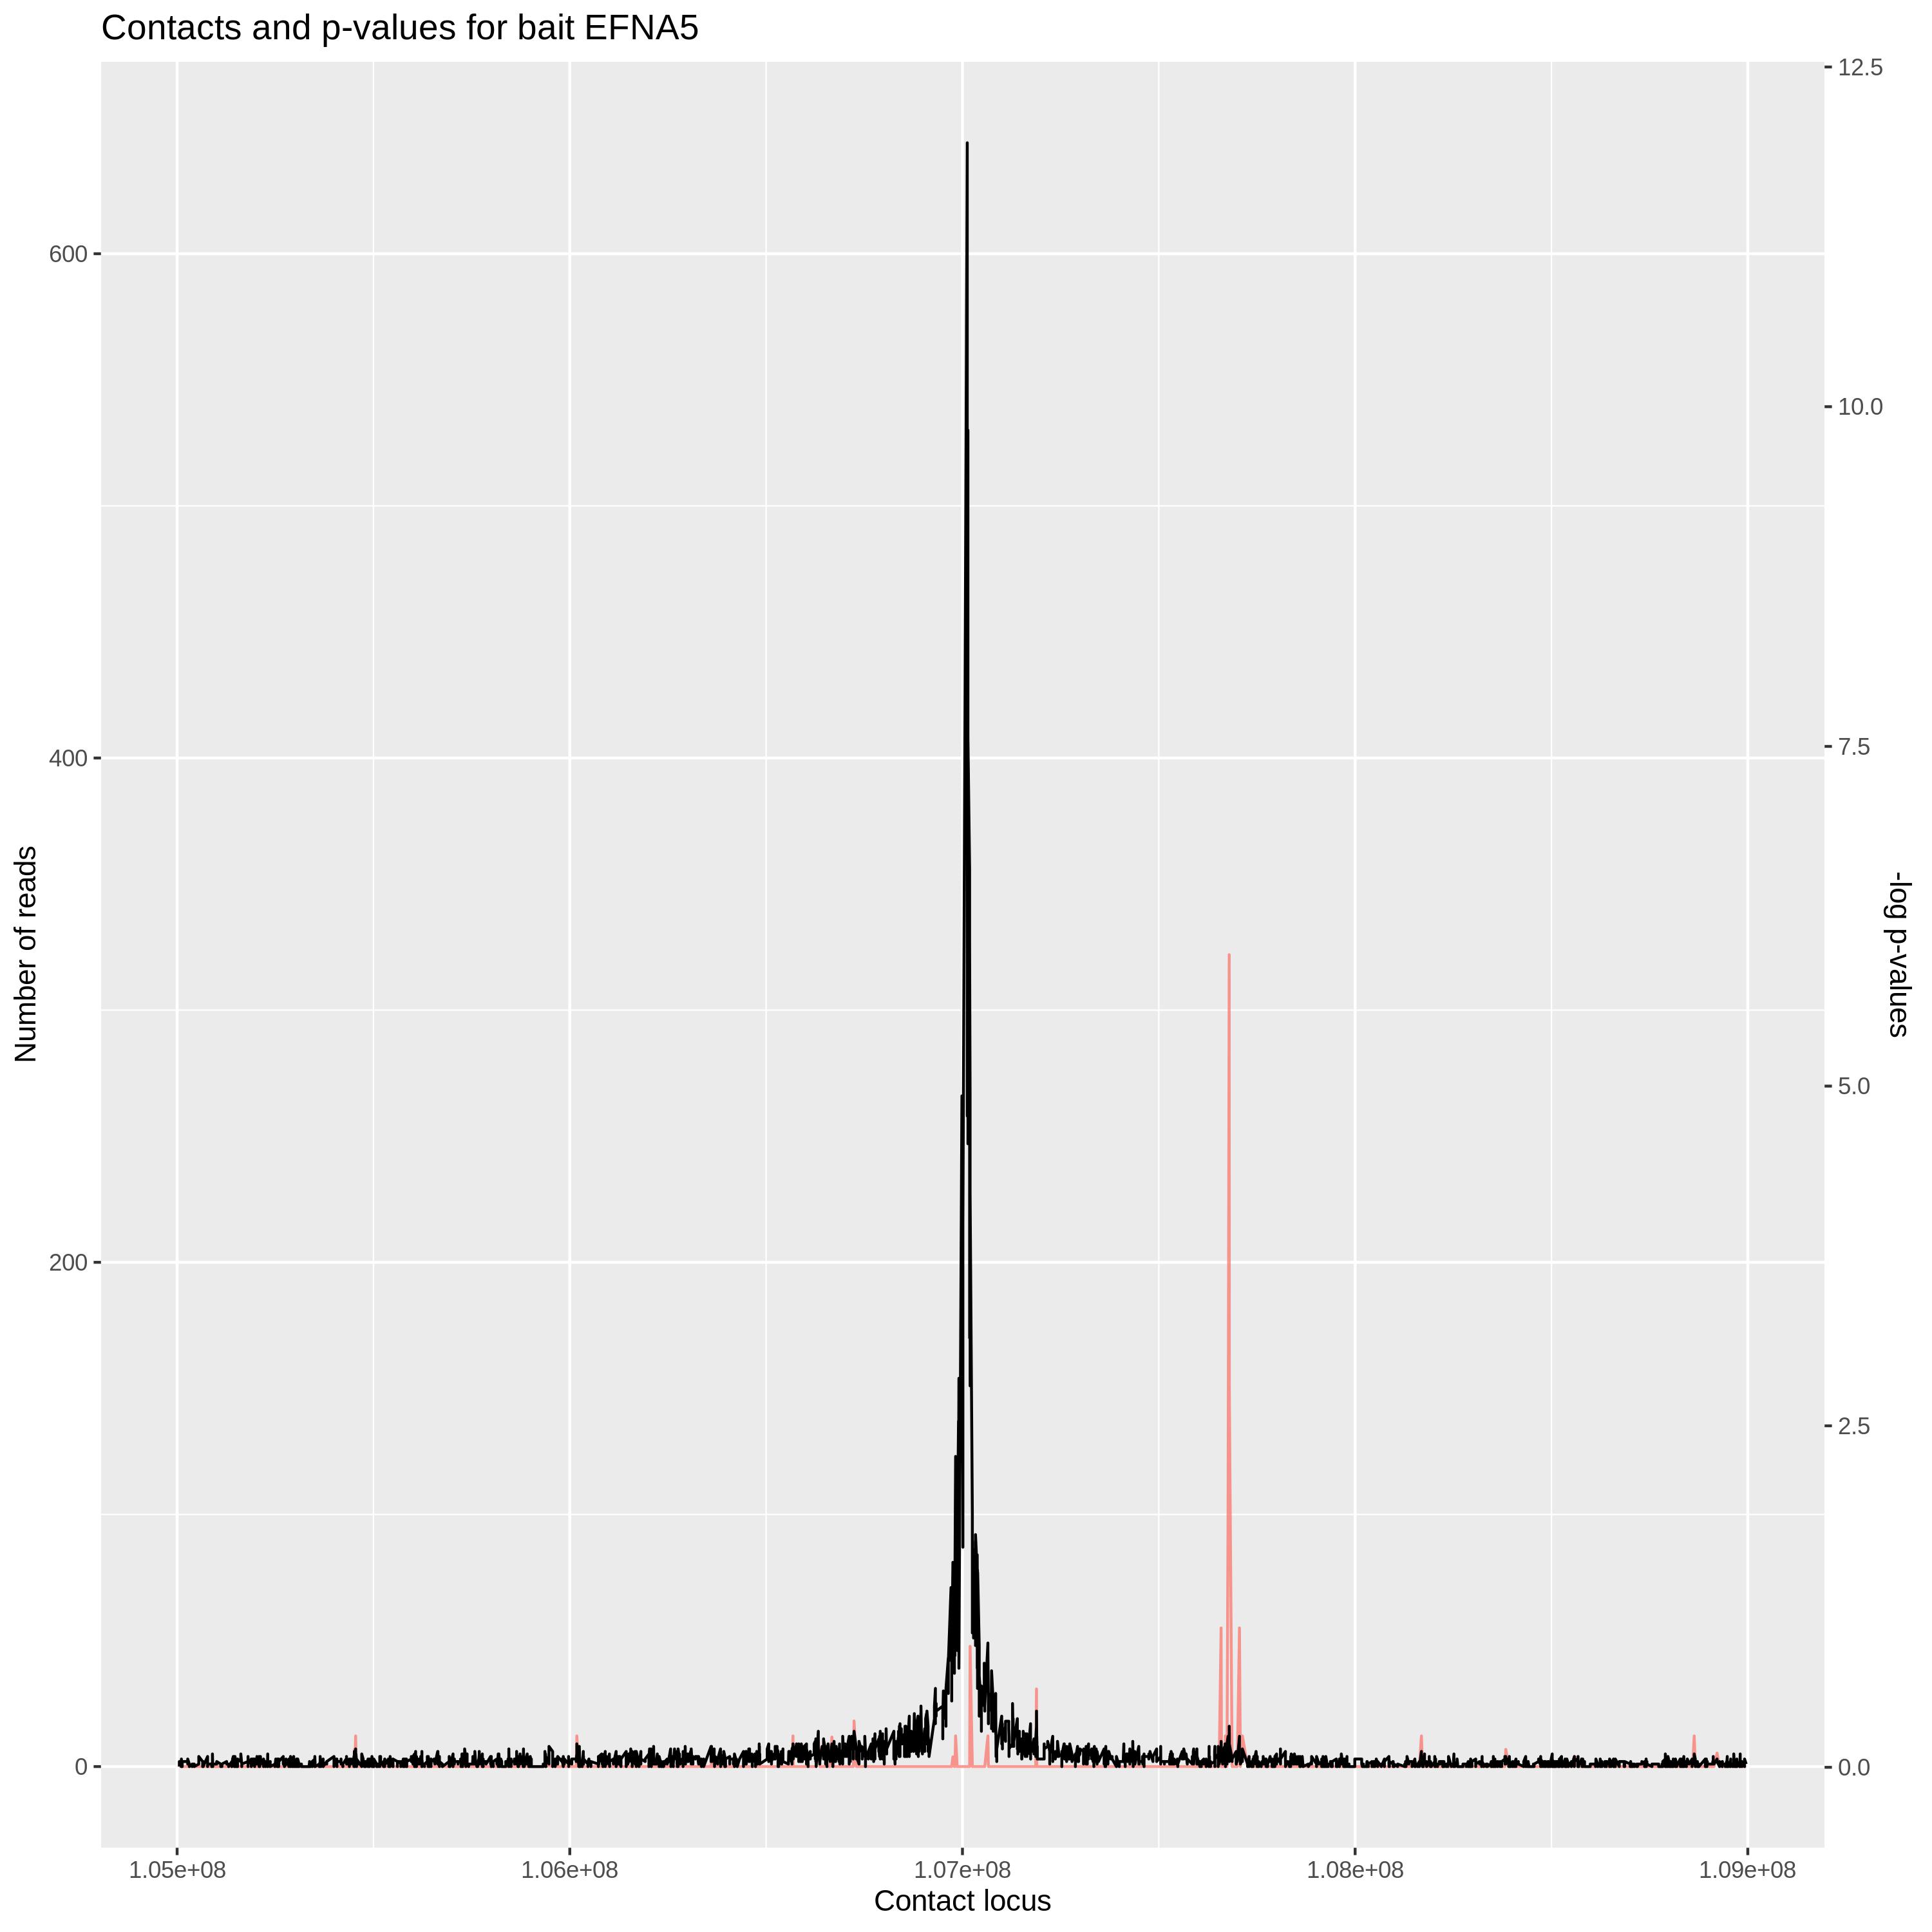 Contacts and p-values for bait EFNA5
12.5
600
10.0
400
7.5
Number of reads
-log p-values
5.0
200
2.5
0
0.0
1.05e+08
1.06e+08
1.07e+08
1.08e+08
1.09e+08
Contact locus